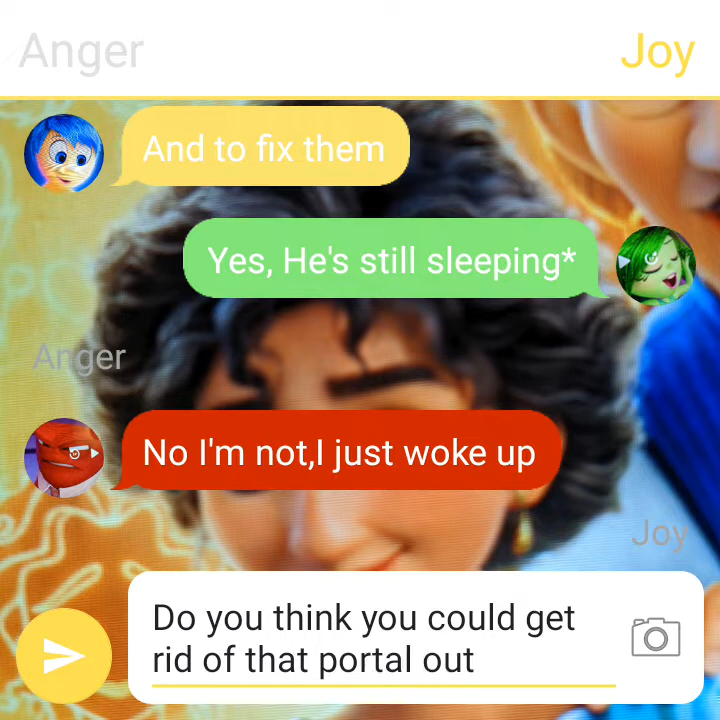 Anger
Joy
And to fix them
Yes, He's still sleeping*
Anger
No I'm not,I just woke up
Joy
Do you think you could get
rid of that portal out